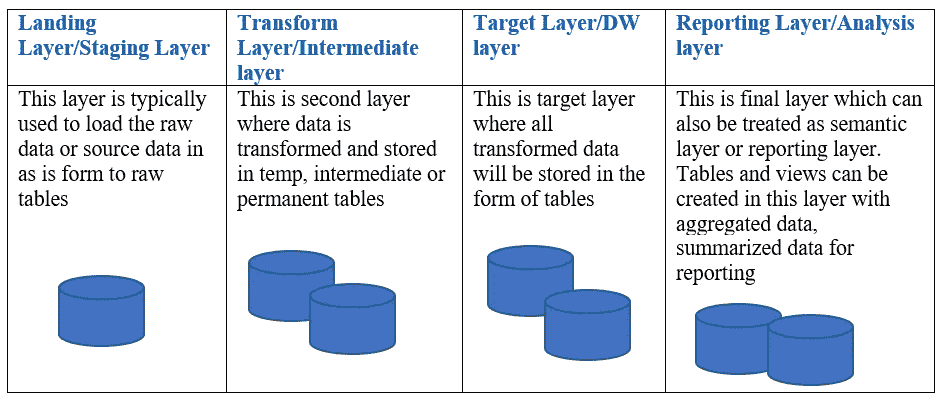 Landing
Layer/Staging Layer
Transform
Layer/Intermediate
layer
Target Layer/DW
layer
Reporting Layer/Analysis
layer
This layer is typically
used to load the raw
data or source data in
as is form to raw
tables
This is second layer
where data is
transformed and stored
in temp, intermediate or
permanent tables
This is target layer
where all
transformed data
will be stored in the
form of tables
This is final layer which can
also be treated as semantic
layer or reporting layer.
Tables and views can be
created in this layer with
aggregated data,
summarized data for
reporting